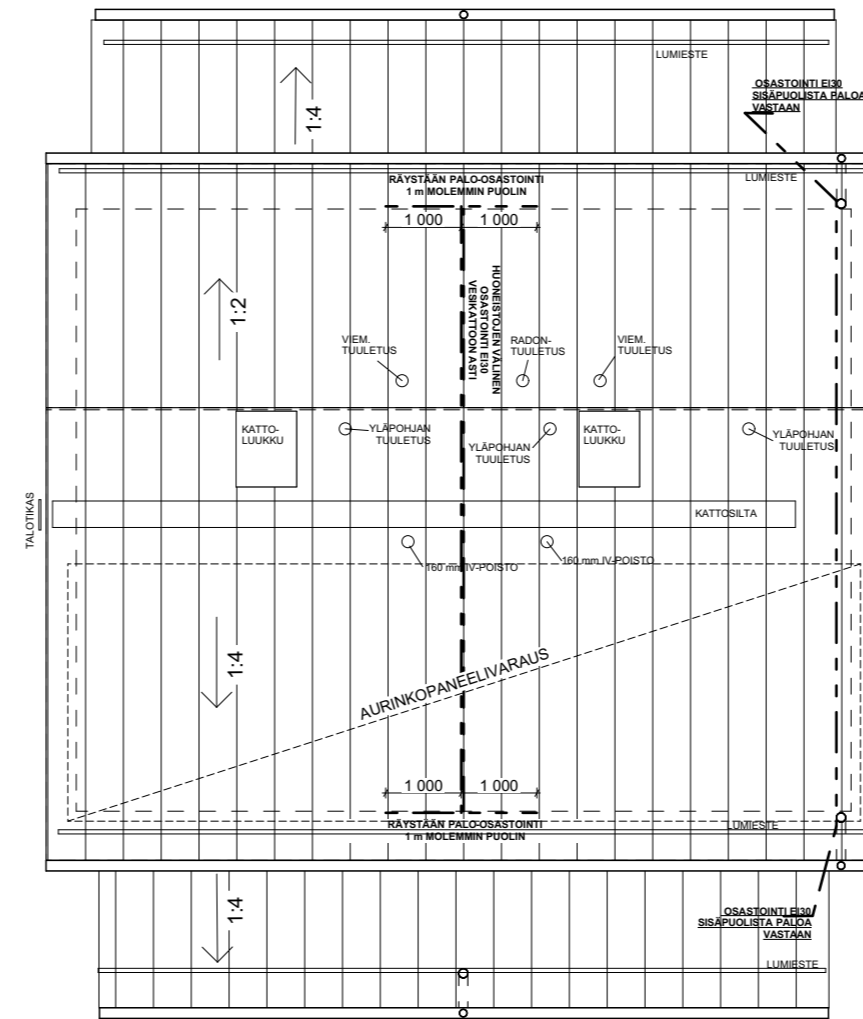 LUMIESTE
OSASTOINTI EI30
SISÄPUOLISTA PALOA
VASTAAN
1:4
LUMIESTE
RÄYSTÄÄN PALO-OSASTOINTI
1 m MOLEMMIN PUOLIN
1 000
1 000
HUONEISTOJEN VÄLINEN
OSASTOINTI EI30
VESIKATTOON ASTI
1:2
VIEM.
TUULETUS
RADON-
TUULETUS
VIEM.
TUULETUS
KATTO-
LUUKKU
YLÄPOHJAN
TUULETUS
YLÄPOHJAN
TUULETUS
KATTO-
LUUKKU
YLÄPOHJAN
TUULETUS
TALOTIKAS
KATTOSILTA
160 mm IV-POISTO
160 mm IV-POISTO
1:4
AURINKOPANEELIVARAUS
1 000
1 000
RÄYSTÄÄN PALO-OSASTOINTI
1 m MOLEMMIN PUOLIN
LUMIESTE
1:4
OSASTOINTI EI30
SISÄPUOLISTA PALOA
VASTAAN
LUMIESTE